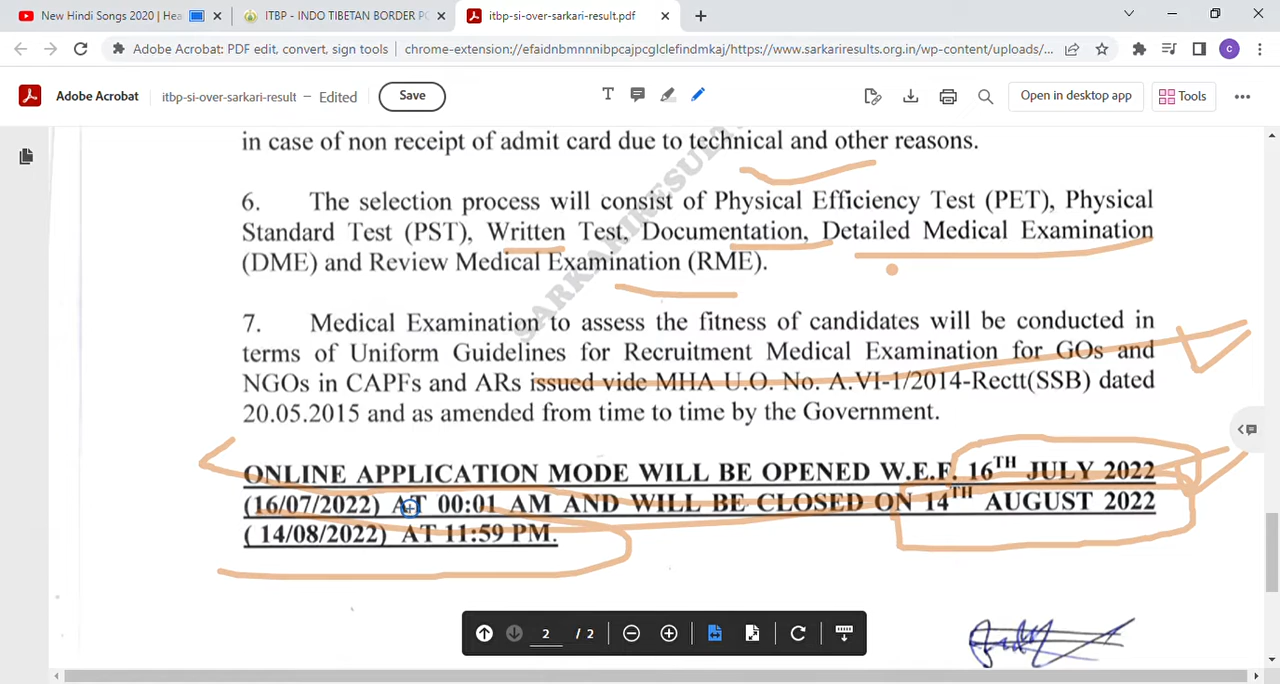 New Hindi Songs 2020 | Hea
ITBP - INDO TIBETAN BORDER PO
itbp-si-over-sarkari-result.pdf
Adobe Acrobat: PDF edit, convert, sign tools
chrome-extension://efaidnbmnnnibpcajpcglclefindmkaj/https://www.sarkariresults.org.in/wp-content/uploads/...
C
Adobe Acrobat
itbp-si-over-sarkari-result – Edited
Save
T
Open in desktop app
Tools
in case of non receipt of admit card due to technical and other reasons.
6. The selection process will consist of Physical Efficiency Test (PET), Physical
Standard Test (PST), Written Test, Documentation, Detailed Medical Examination
(DME) and Review Medical Examination (RME).
7. Medical Examination to assess the fitness of candidates will be conducted in
terms of Uniform Guidelines for Recruitment Medical Examination for GOs and
NGOs in CAPFs and ARs issued vide MHA U.O. No. A.VI-1/2014-Rectt(SSB) dated
20.05.2015 and as amended from time to time by the Government.
ONLINE APPLICATION MODE WILL BE OPENED W.E.F. 16TH JULY 2022
(16/07/2022) AT 00:01 AM AND WILL BE CLOSED ON 14TH AUGUST 2022
( 14/08/2022) AT 11:59 PM.
SARKARIRESUL
2 / 2